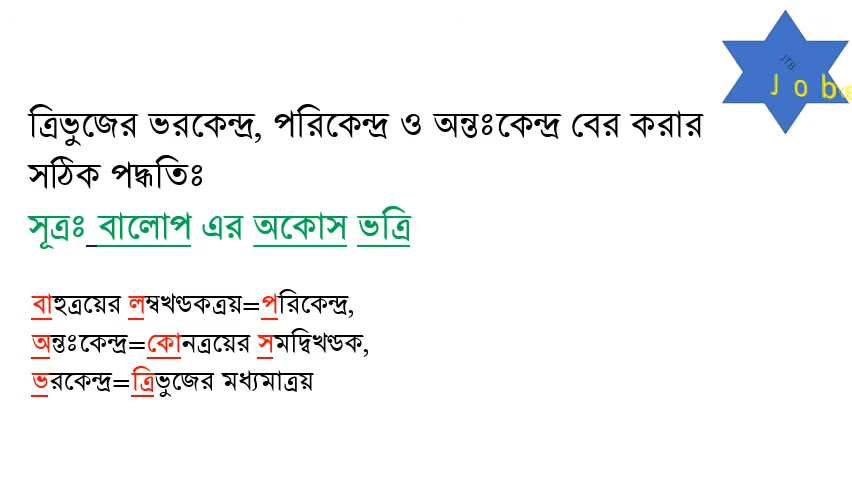 JTB
Jobs
ত্রিভুজের ভরকেন্দ্র, পরিকেন্দ্র ও অন্তঃকেন্দ্র বের করার
সঠিক পদ্ধতিঃ
সূত্রঃ বালোপ এর অকোস ভত্রি
বাহুত্রয়ের লম্বখণ্ডকত্রয়=পরিকেন্দ্র,
অন্তঃকেন্দ্র=কোনত্রয়ের সমদ্বিখণ্ডক,
ভরকেন্দ্র=ত্রিভুজের মধ্যমাত্রয়